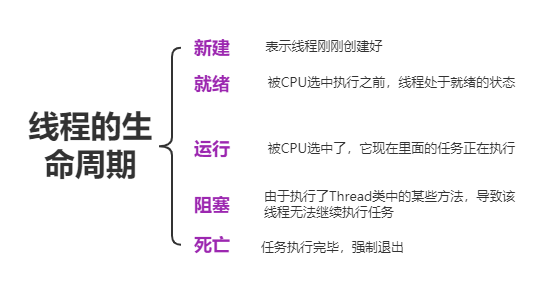 线程的生
命周期
新建
表示线程刚刚创建好
就绪
被CPU选中执行之前，线程处于就绪的状态
运行
被CPU选中了，它现在里面的任务正在执行
阻塞
由于执行了Thread类中的某些方法，导致该
线程无法继续执行任务
死亡
任务执行完毕，强制退出